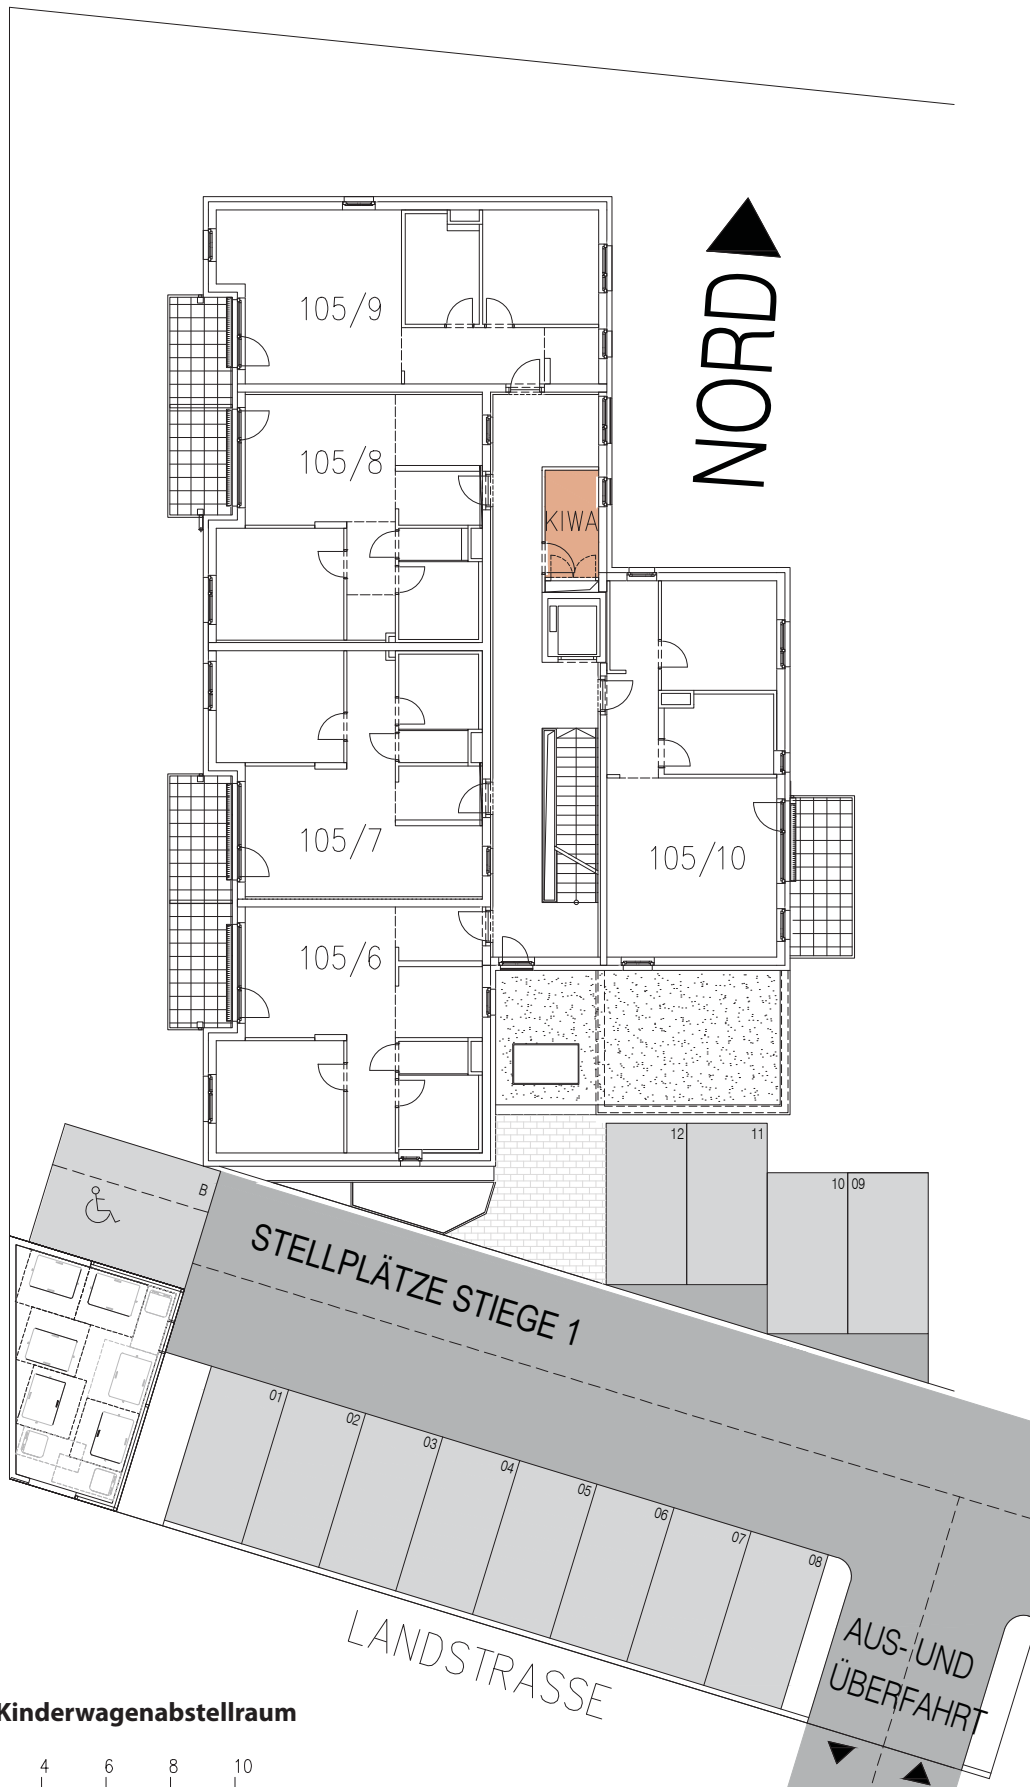 105/9
NORD
105/8
KIWA
105/7
105/10
105/6
12
11
10
09
B
STELLPLÄTZE STIEGE 1
01
02
03
04
05
06
07
08
AUS- UND
ÜBERFAHRT
LANDSTRASSE
Kinderwagenabstellraum
4 6 8 10